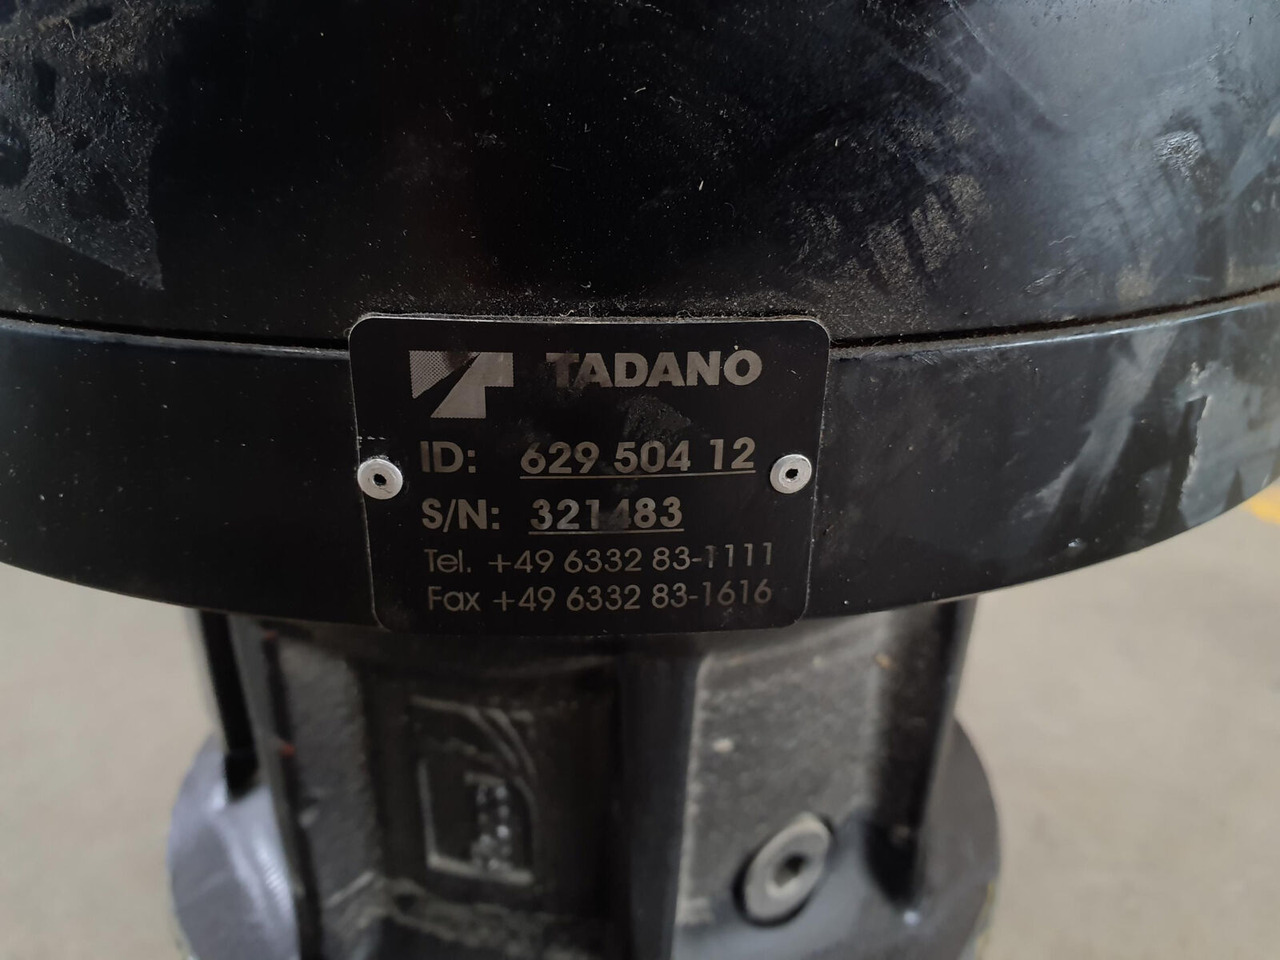 TADANO
ID: 629 504 12
S/N: 321483
Tel. +49 6332 83-1111
Fax +49 6332 83-1616